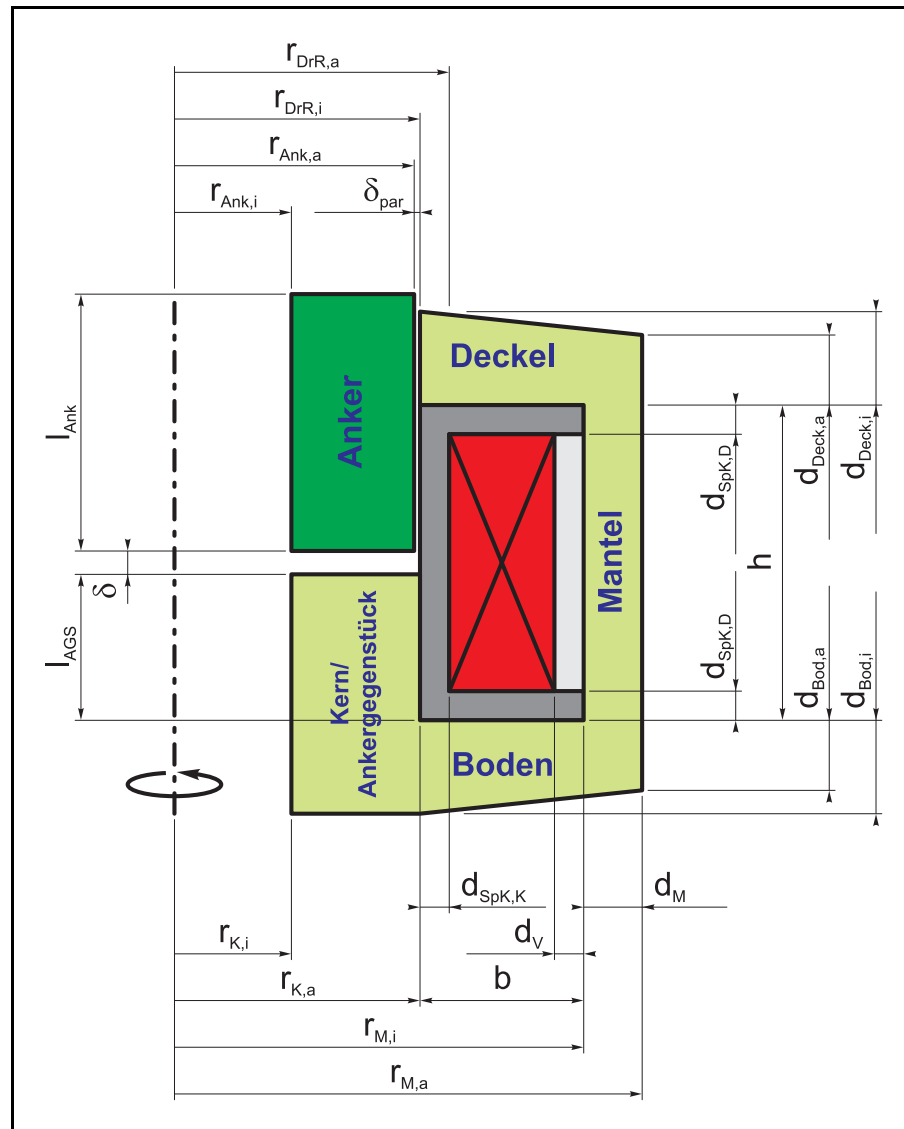 r_DrR,a
r_DrR,i
r_Ank,a
r_Ank,i
δ_par
Deckel
Anker
l_Ank
d_SpK,D
d_Deck,a
d_Deck,i
Mantel
h
δ
l_AGS
Kern/
Ankergegenstück
d_SpK,D
d_Bod,a
d_Bod,i
Boden
d_SpK,K
d_M
r_K,i
d_V
r_K,a
b
r_M,i
r_M,a